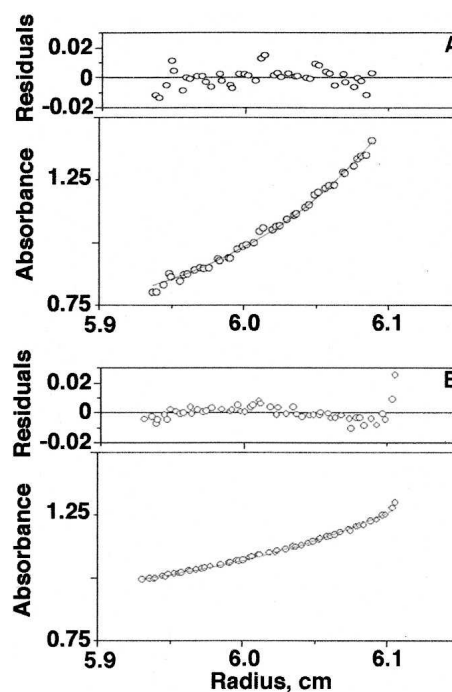 A
Residuals
0.02
0
-0.02
Absorbance
1.25
0.75
5.9 6.0 6.1
B
Residuals
0.02
0
-0.02
Absorbance
1.25
0.75
5.9 6.0 6.1
Radius, cm